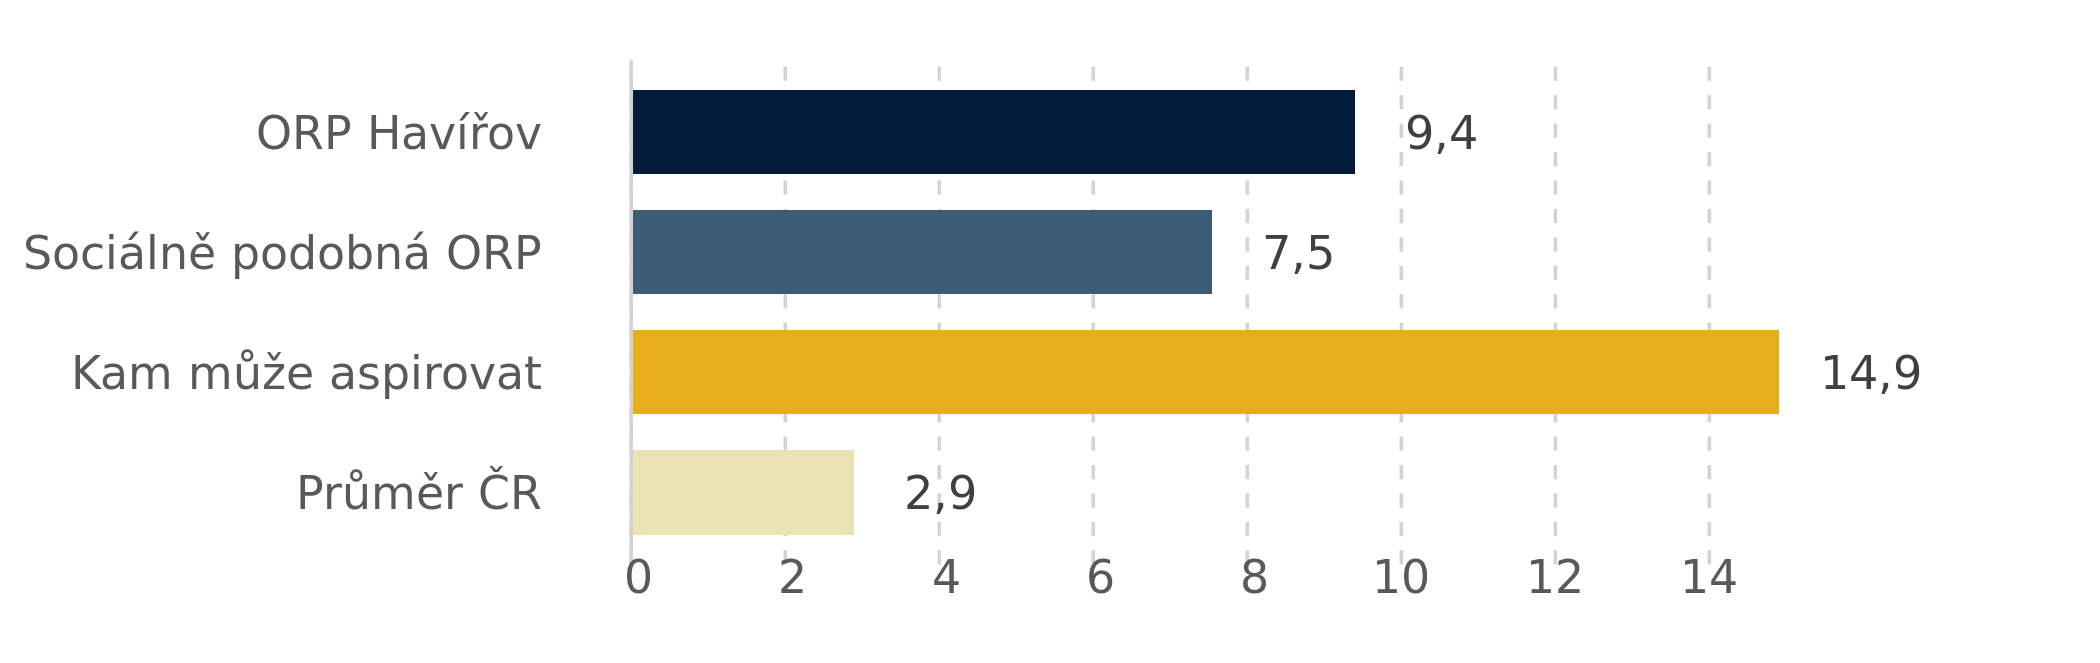 ORP Havířov 9,4
Sociálně podobná ORP 7,5
Kam může aspirovat 14,9
Průměr ČR 2,9
0 2 4 6 8 10 12 14